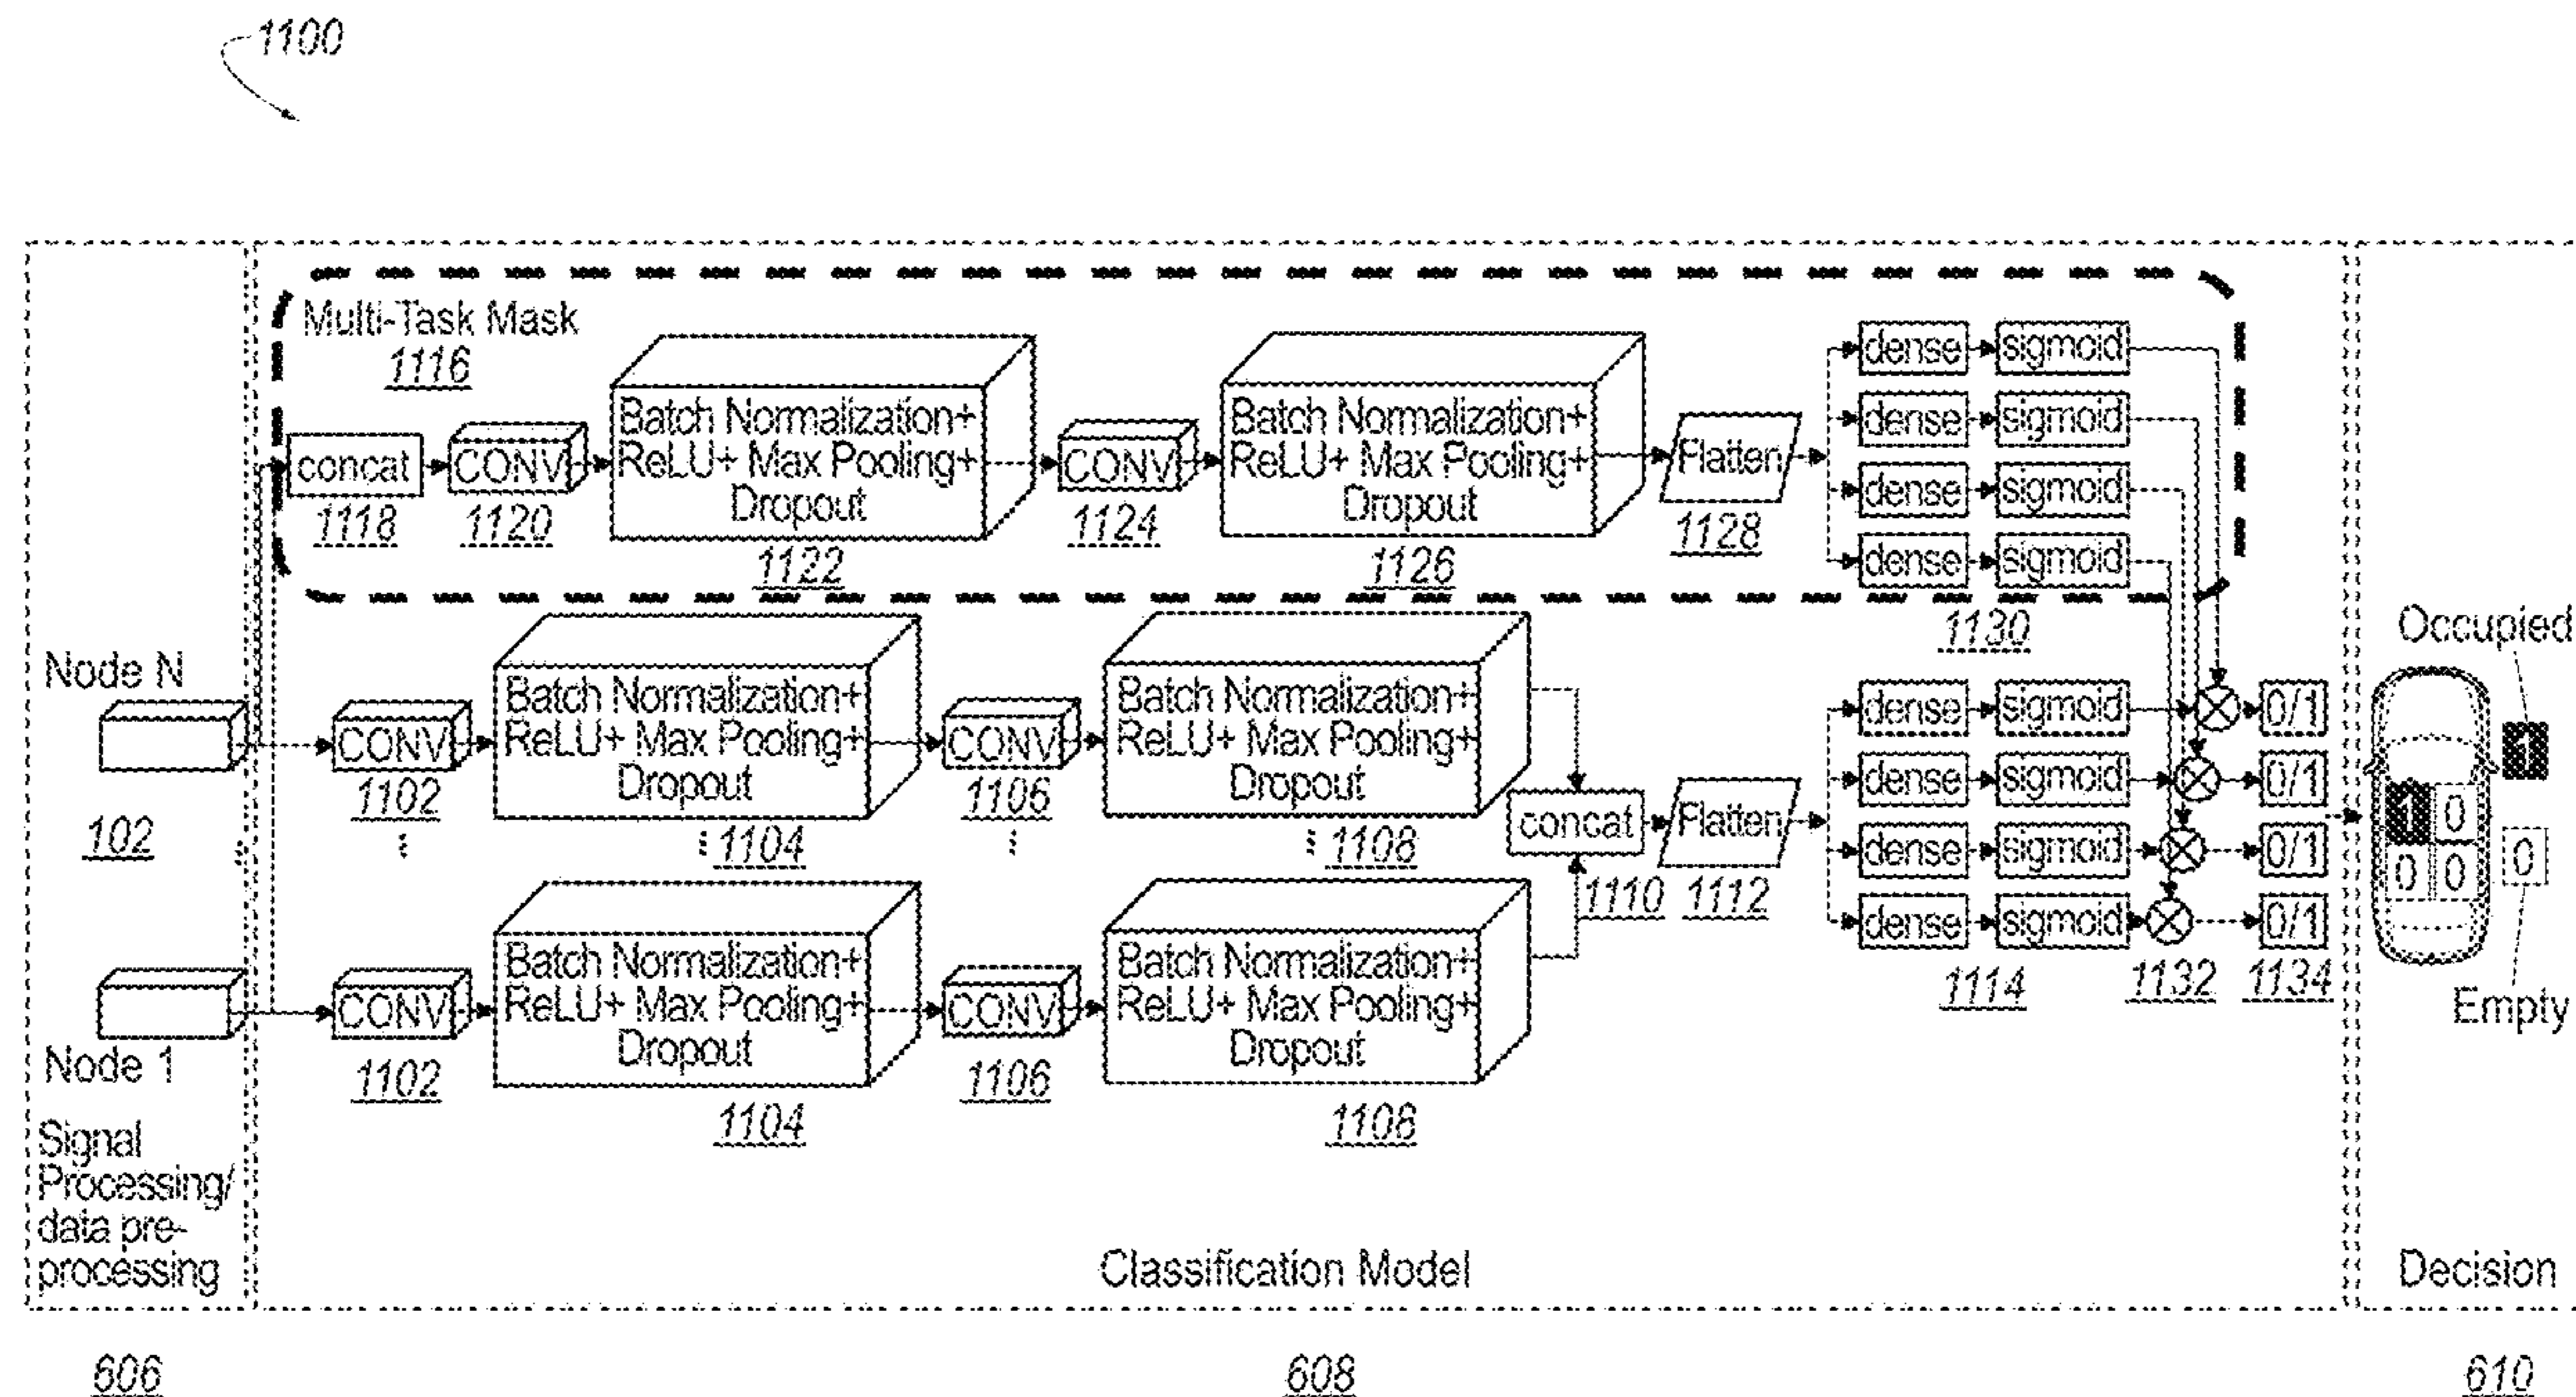 1100
Multi-Task Mask
1116
concat
1118
CONV
1120
Batch Normalization+
ReLU+ Max Pooling+
Dropout
1122
CONV
1124
Batch Normalization+
ReLU+ Max Pooling+
Dropout
1126
Flatten
1128
dense sigmoid
dense sigmoid
dense sigmoid
dense sigmoid
1130
Node N
102
CONV
1102
Batch Normalization+
ReLU+ Max Pooling+
Dropout
1104
CONV
1106
Batch Normalization+
ReLU+ Max Pooling+
Dropout
1108
Node 1
CONV
1102
Batch Normalization+
ReLU+ Max Pooling+
Dropout
1104
CONV
1106
Batch Normalization+
ReLU+ Max Pooling+
Dropout
1108
concat
1110
Flatten
1112
dense sigmoid 0/1
dense sigmoid 0/1
dense sigmoid 0/1
dense sigmoid 0/1
1114
1132
1134
Occupied
1
1 0
0 0
0
Empty
Signal
Processing/
data pre-
processing
Classification Model
Decision
606
608
610